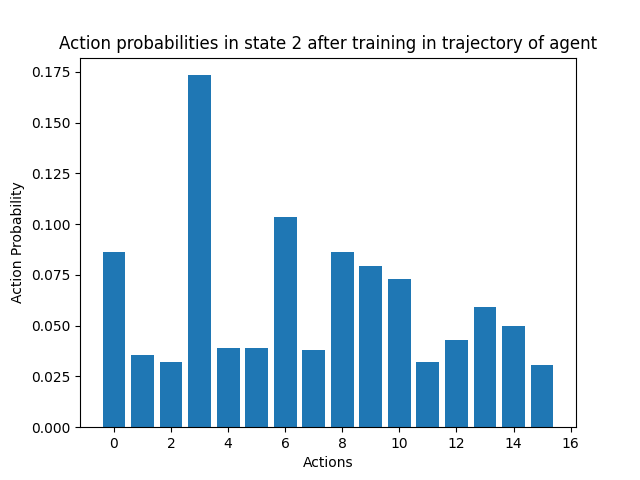 Action probabilities in state 2 after training in trajectory of agent
0.175
0.150
0.125
0.100
0.075
0.050
0.025
0.000
Action Probability
0 2 4 6 8 10 12 14 16
Actions